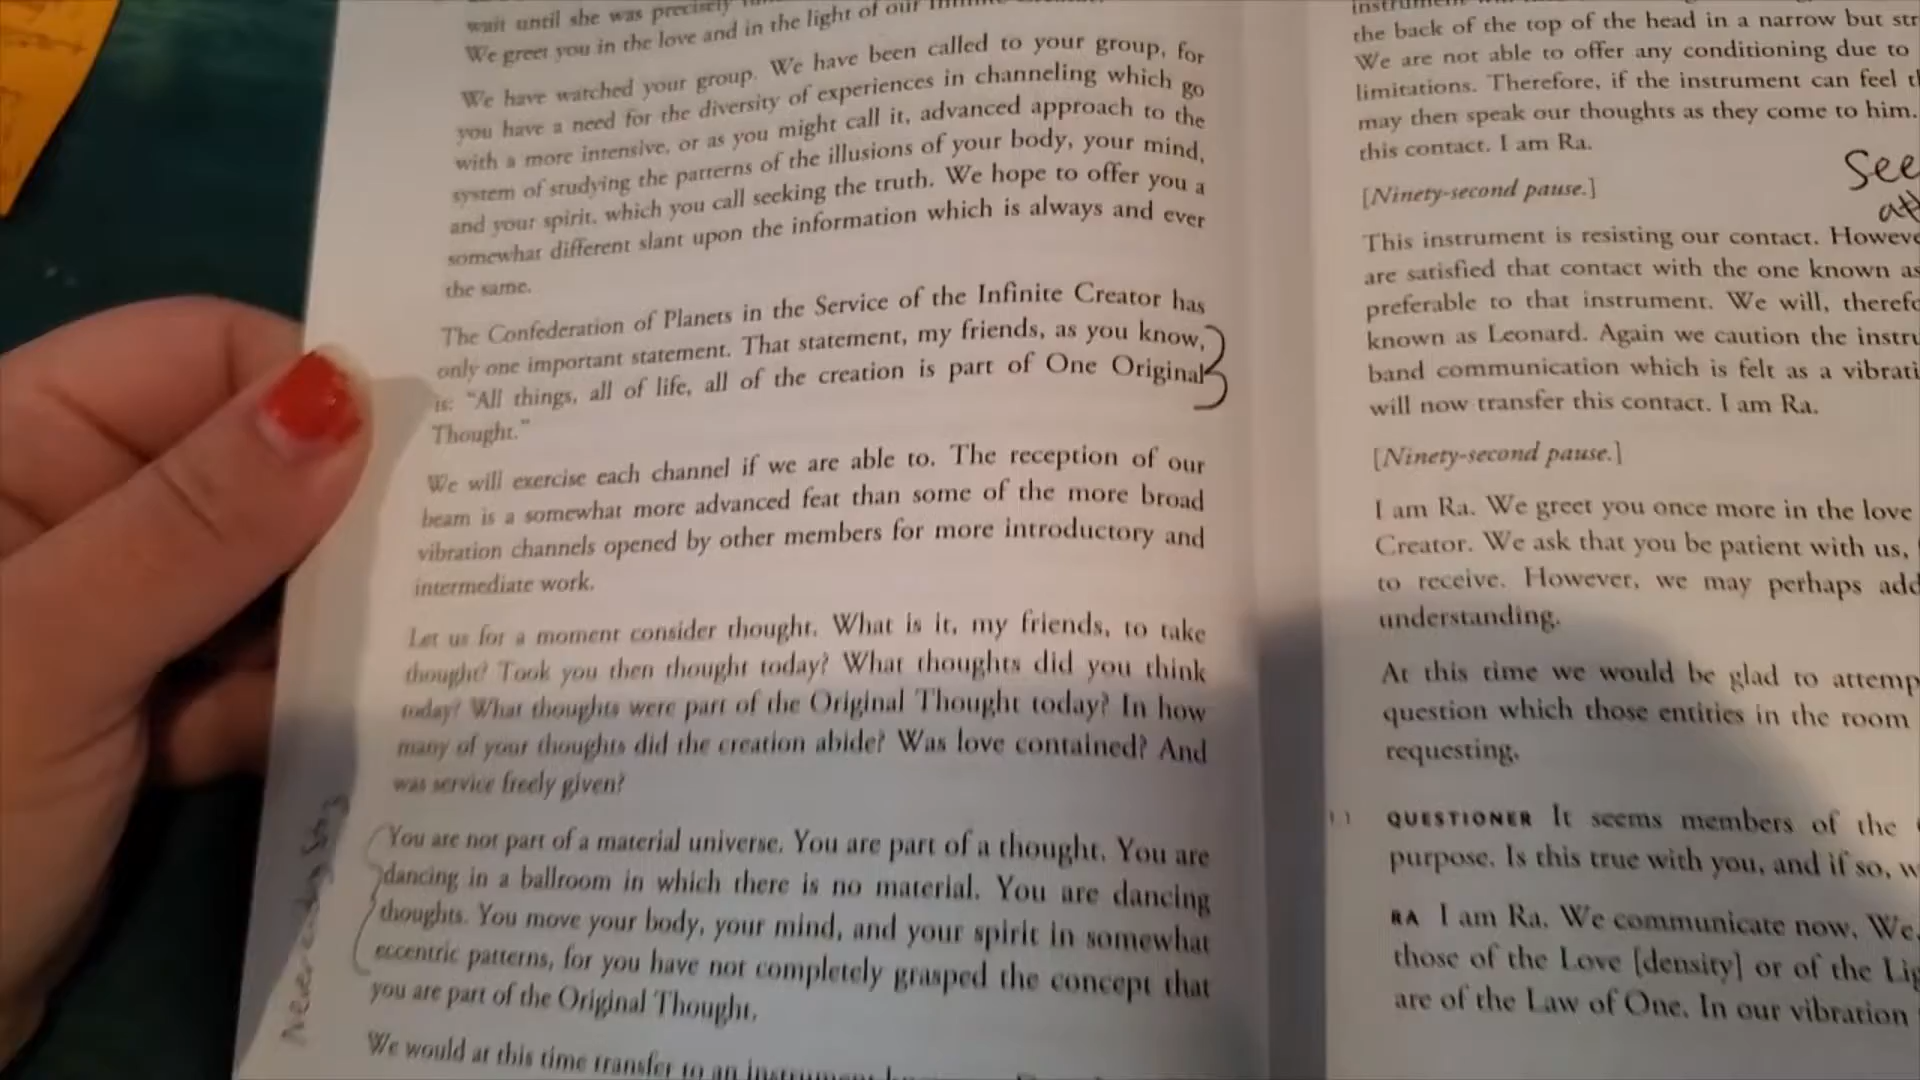 wait until she was precisely
We greet you in the love and in the light of our Infinite
We have watched your group. We have been called to your group, for
you have a need for the diversity of experiences in channeling which go
with a more intensive, or as you might call it, advanced approach to the
system of studying the patterns of the illusions of your body, your mind,
and your spirit, which you call seeking the truth. We hope to offer you a
somewhat different slant upon the information which is always and ever
the same.
The Confederation of Planets in the Service of the Infinite Creator has
only one important statement. That statement, my friends, as you know,
is: "All things, all of life, all of the creation is part of One Original
Thought."
We will exercise each channel if we are able to. The reception of our
beam is a somewhat more advanced feat than some of the more broad
vibration channels opened by other members for more introductory and
intermediate work.
Let us for a moment consider thought. What is it, my friends, to take
thought? Took you then thought today? What thoughts did you think
today? What thoughts were part of the Original Thought today? In how
many of your thoughts did the creation abide? Was love contained? And
was service freely given?
You are not part of a material universe. You are part of a thought. You are
dancing in a ballroom in which there is no material. You are dancing
thoughts. You move your body, your mind, and your spirit in somewhat
eccentric patterns, for you have not completely grasped the concept that
you are part of the Original Thought.
We would at this time transfer to an instrument
Never ending Story
the back of the top of the head in a narrow but str
We are not able to offer any conditioning due to
limitations. Therefore, if the instrument can feel t
may then speak our thoughts as they come to him.
this contact. I am Ra.
See
[Ninety-second pause.]
This instrument is resisting our contact. Howeve
are satisfied that contact with the one known as
preferable to that instrument. We will, therefo
known as Leonard. Again we caution the instru
band communication which is felt as a vibrati
will now transfer this contact. I am Ra.
[Ninety-second pause.]
I am Ra. We greet you once more in the love
Creator. We ask that you be patient with us,
to receive. However, we may perhaps add
understanding.
At this time we would be glad to attemp
question which those entities in the room
requesting.
1.1 QUESTIONER It seems members of the
purpose. Is this true with you, and if so, w
RA I am Ra. We communicate now. We
those of the Love [density] or of the Lig
are of the Law of One. In our vibration